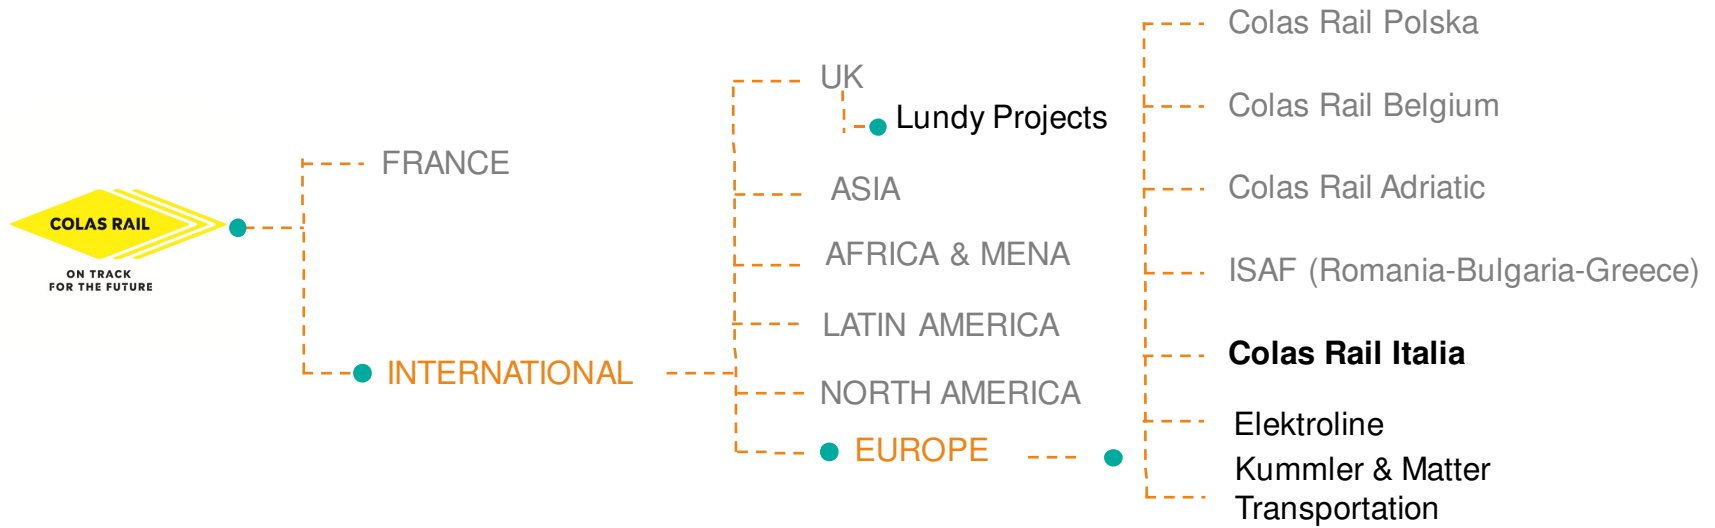 COLAS RAIL
ON TRACK
FOR THE FUTURE
FRANCE
INTERNATIONAL
UK
Lundy Projects
ASIA
AFRICA & MENA
LATIN AMERICA
NORTH AMERICA
EUROPE
Colas Rail Polska
Colas Rail Belgium
Colas Rail Adriatic
ISAF (Romania-Bulgaria-Greece)
Colas Rail Italia
Elektroline
Kummler & Matter
Transportation